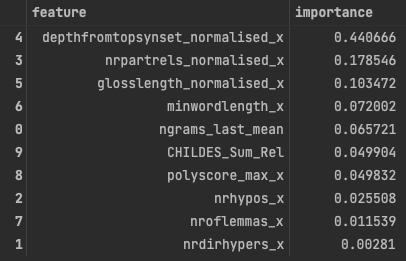 feature importance
4 depthfromtopsynset_normalised_x 0.440666
3 nrpartrels_normalised_x 0.178546
5 glosslength_normalised_x 0.103472
6 minwordlength_x 0.072002
0 ngrams_last_mean 0.065721
9 CHILDES_Sum_Rel 0.049904
8 polyscore_max_x 0.049832
2 nrhypos_x 0.025508
7 nroflemmas_x 0.011539
1 nrdirhypers_x 0.00281